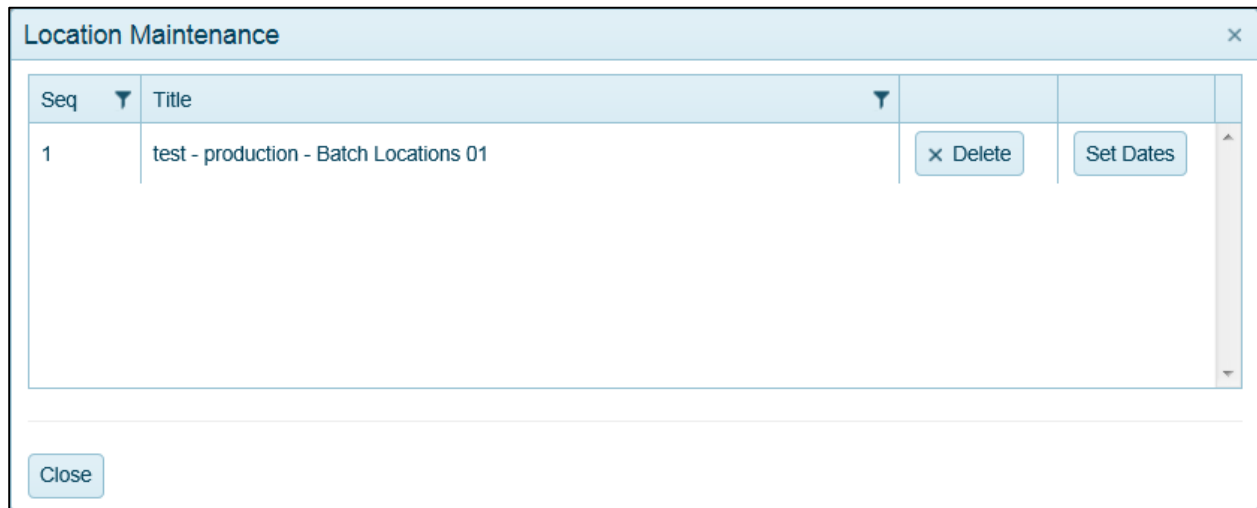 Location Maintenance
Seq Title
1 test - production - Batch Locations 01 × Delete Set Dates
Close